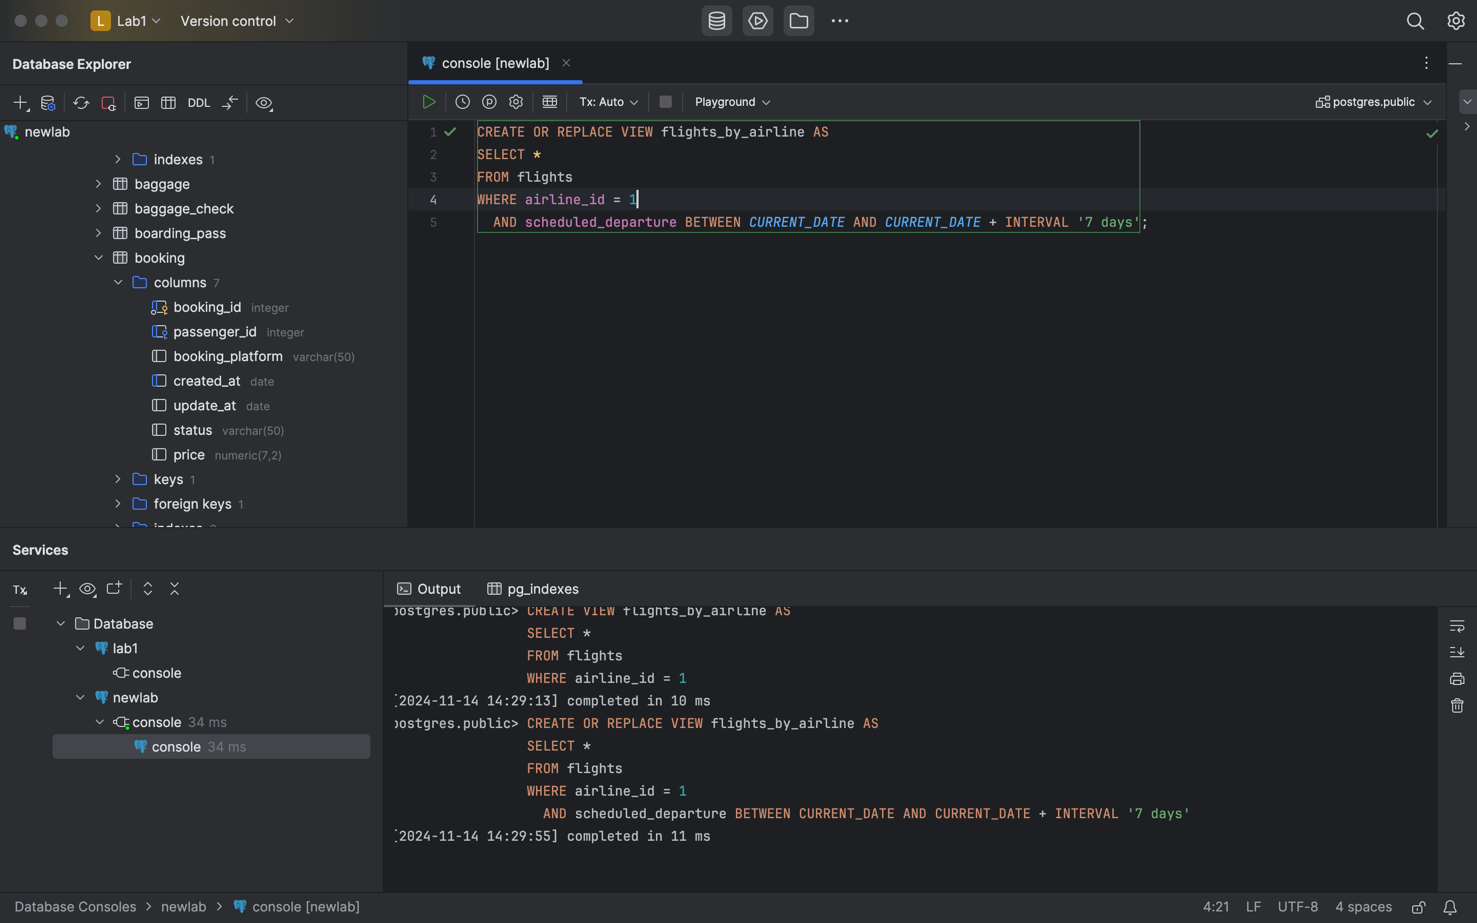 L Lab1 Version control
Database Explorer
console [newlab]
DDL
Tx: Auto
Playground
postgres.public
newlab
indexes 1
baggage
baggage_check
boarding_pass
booking
columns 7
booking_id integer
passenger_id integer
booking_platform varchar(50)
created_at date
update_at date
status varchar(50)
price numeric(7,2)
keys 1
foreign keys 1
1 CREATE OR REPLACE VIEW flights_by_airline AS
2 SELECT *
3 FROM flights
4 WHERE airline_id = 1
5 AND scheduled_departure BETWEEN CURRENT_DATE AND CURRENT_DATE + INTERVAL '7 days';
Services
Tx
Database
lab1
console
newlab
console 34 ms
console 34 ms
Output pg_indexes
postgres.public> CREATE VIEW flights_by_airline AS
SELECT *
FROM flights
WHERE airline_id = 1
[2024-11-14 14:29:13] completed in 10 ms
postgres.public> CREATE OR REPLACE VIEW flights_by_airline AS
SELECT *
FROM flights
WHERE airline_id = 1
AND scheduled_departure BETWEEN CURRENT_DATE AND CURRENT_DATE + INTERVAL '7 days'
[2024-11-14 14:29:55] completed in 11 ms
Database Consoles > newlab > console [newlab]
4:21 LF UTF-8 4 spaces